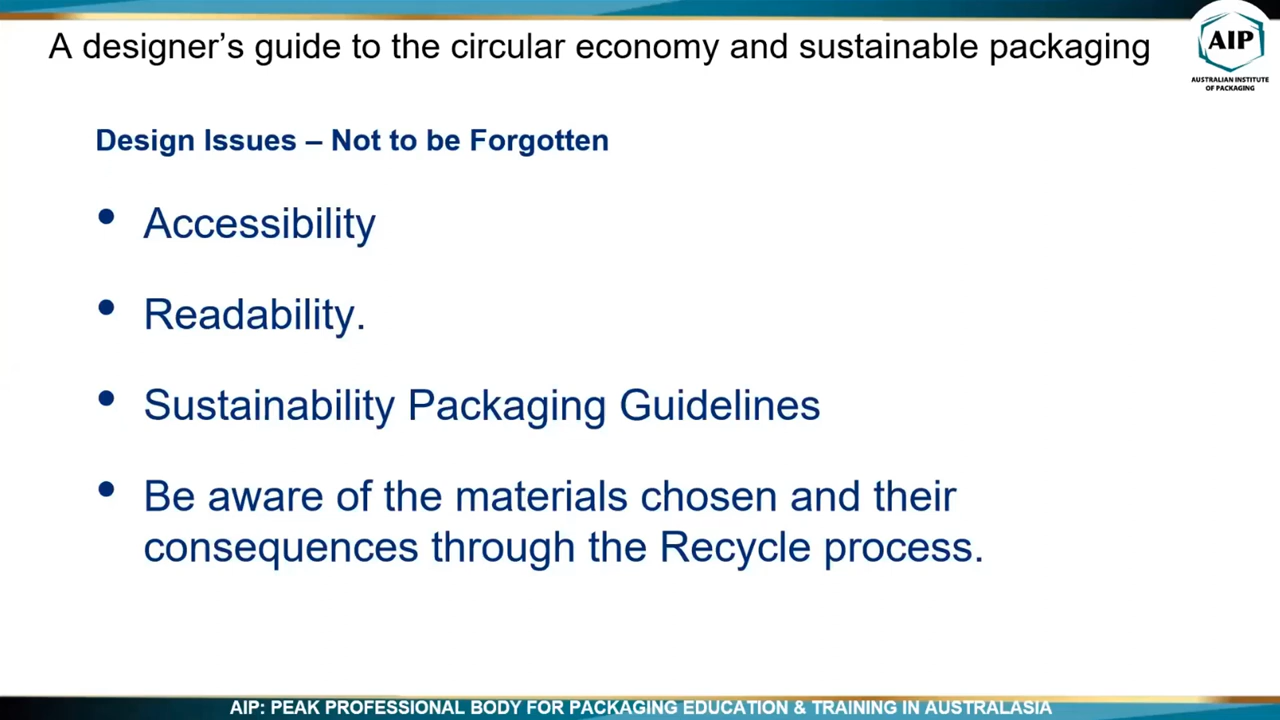 A designer's guide to the circular economy and sustainable packaging
AIP
AUSTRALIAN INSTITUTE
OF PACKAGING
Design Issues – Not to be Forgotten
• Accessibility
• Readability.
• Sustainability Packaging Guidelines
• Be aware of the materials chosen and their
consequences through the Recycle process.
AIP: PEAK PROFESSIONAL BODY FOR PACKAGING EDUCATION & TRAINING IN AUSTRALASIA